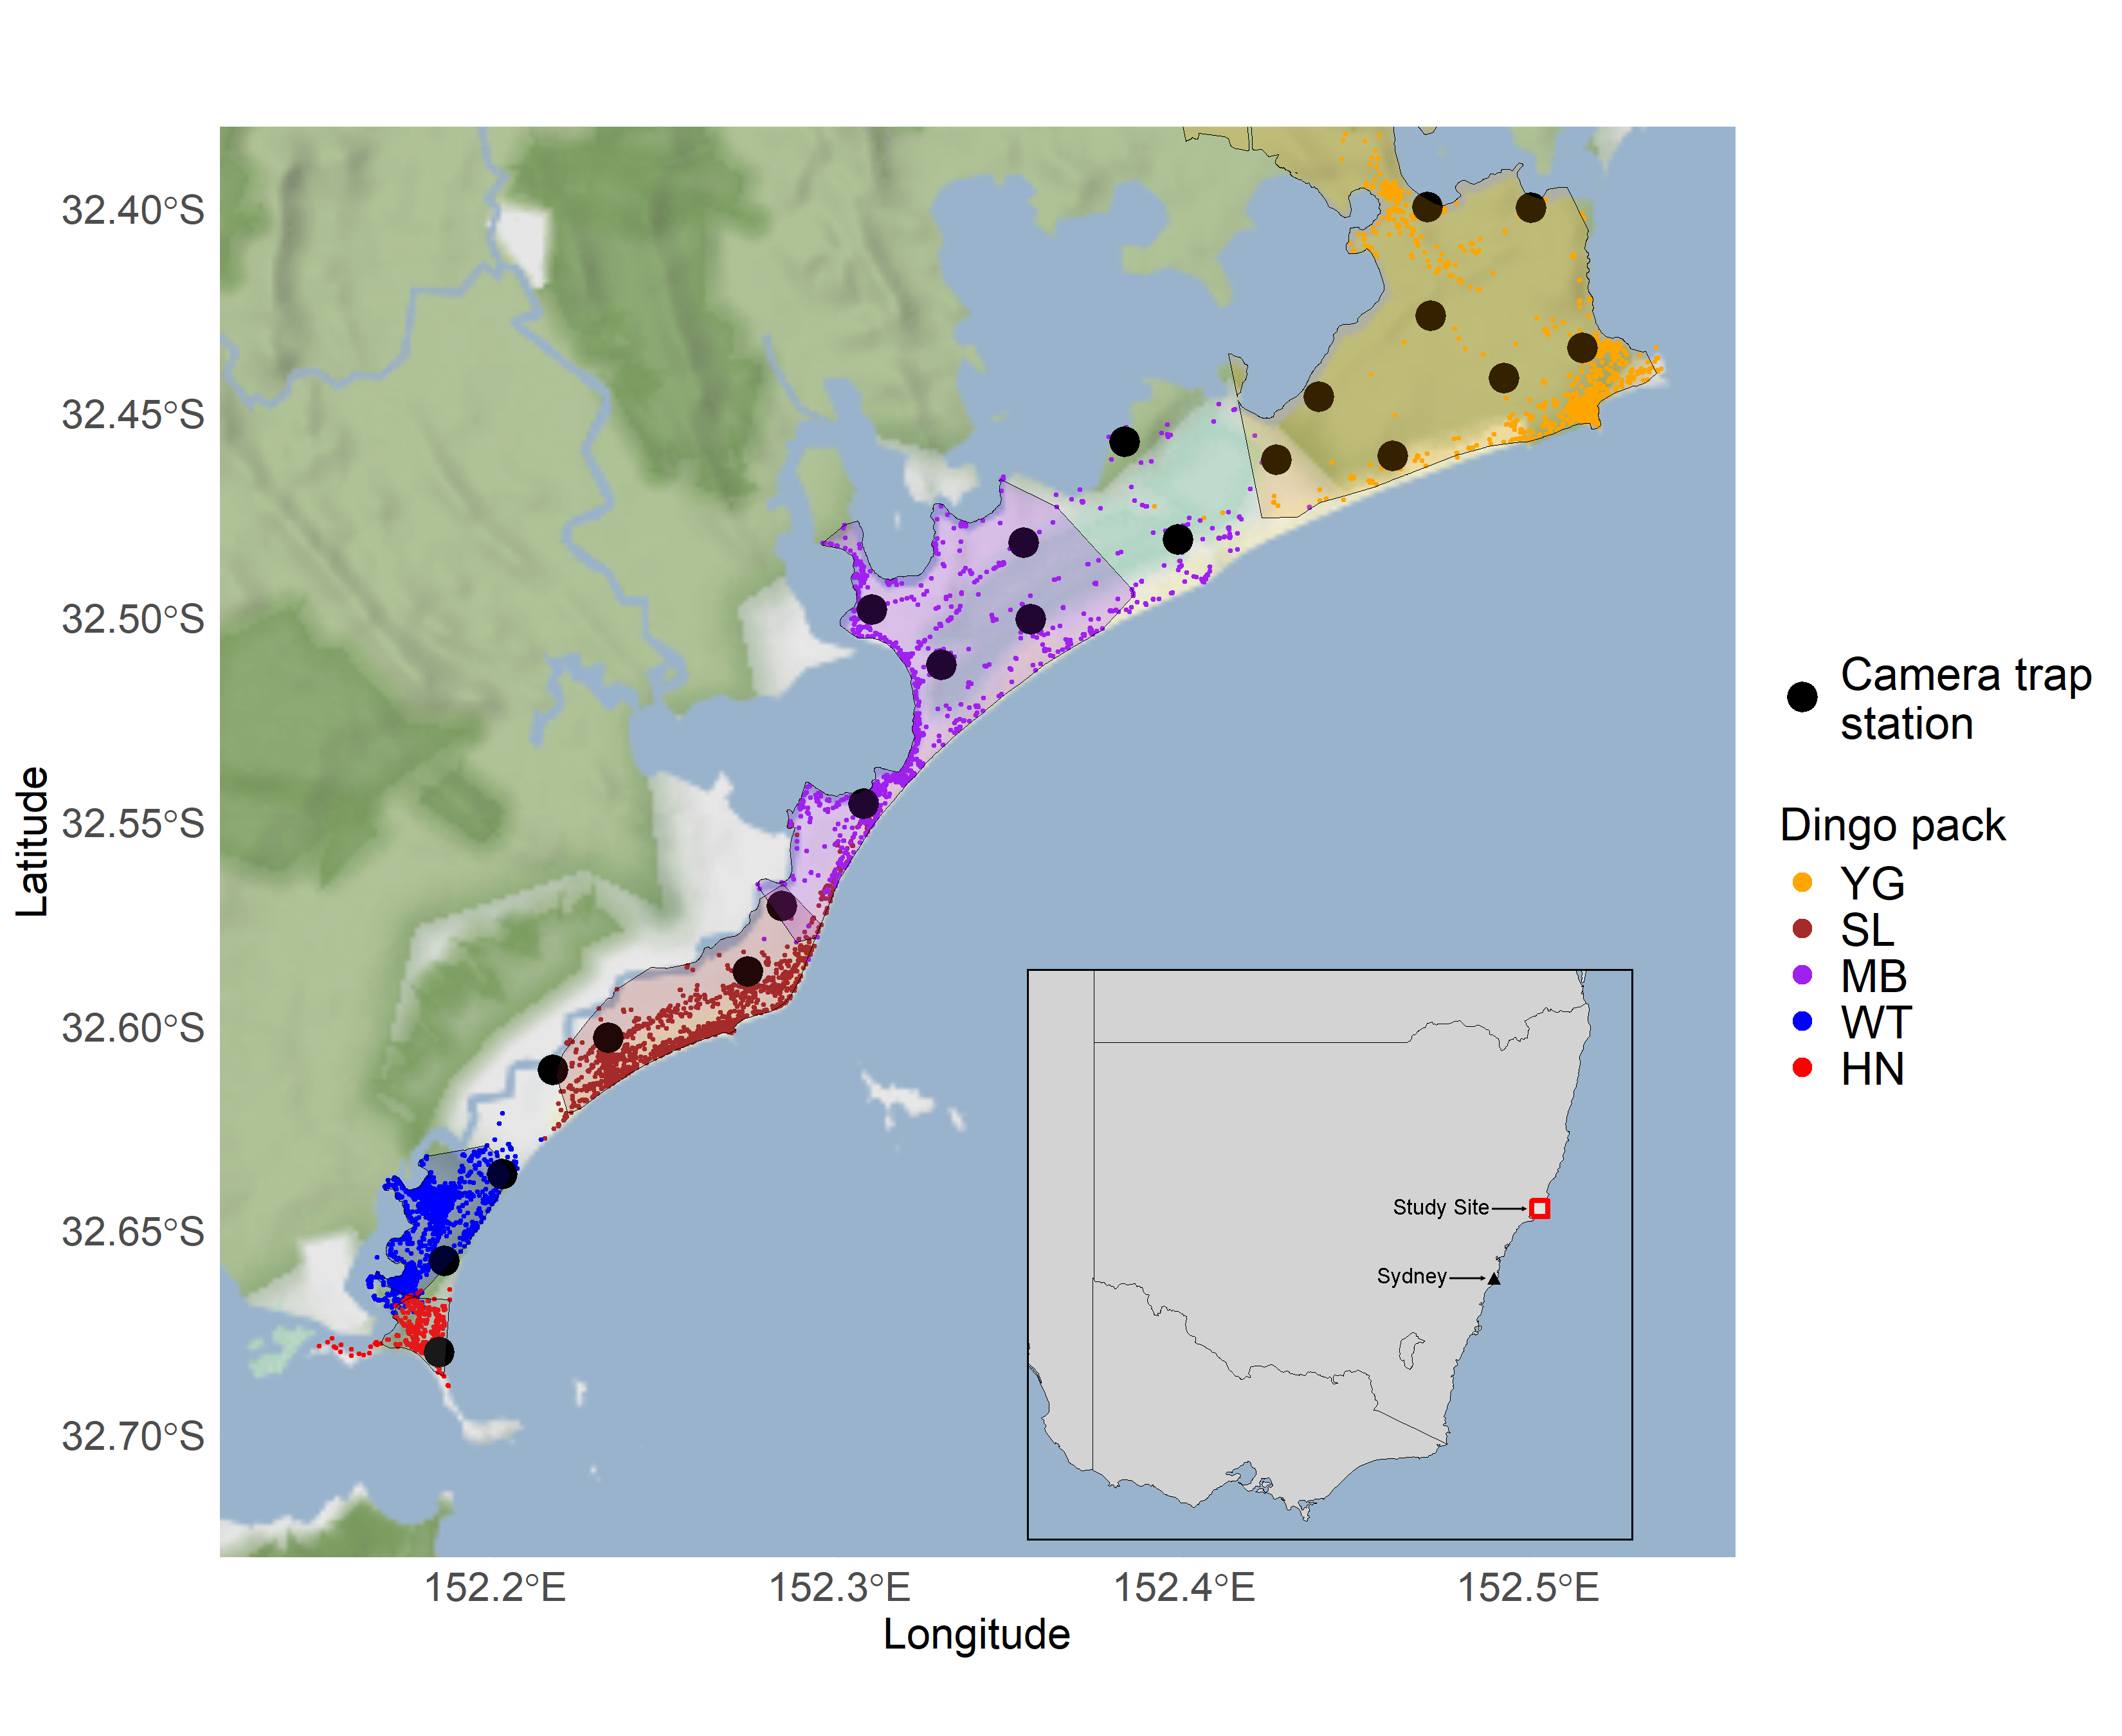 32.40°S
32.45°S
32.50°S
32.55°S
32.60°S
32.65°S
32.70°S
Latitude
152.2°E
152.3°E
152.4°E
152.5°E
Longitude
Study Site
Sydney
Camera trap
station
Dingo pack
YG
SL
MB
WT
HN